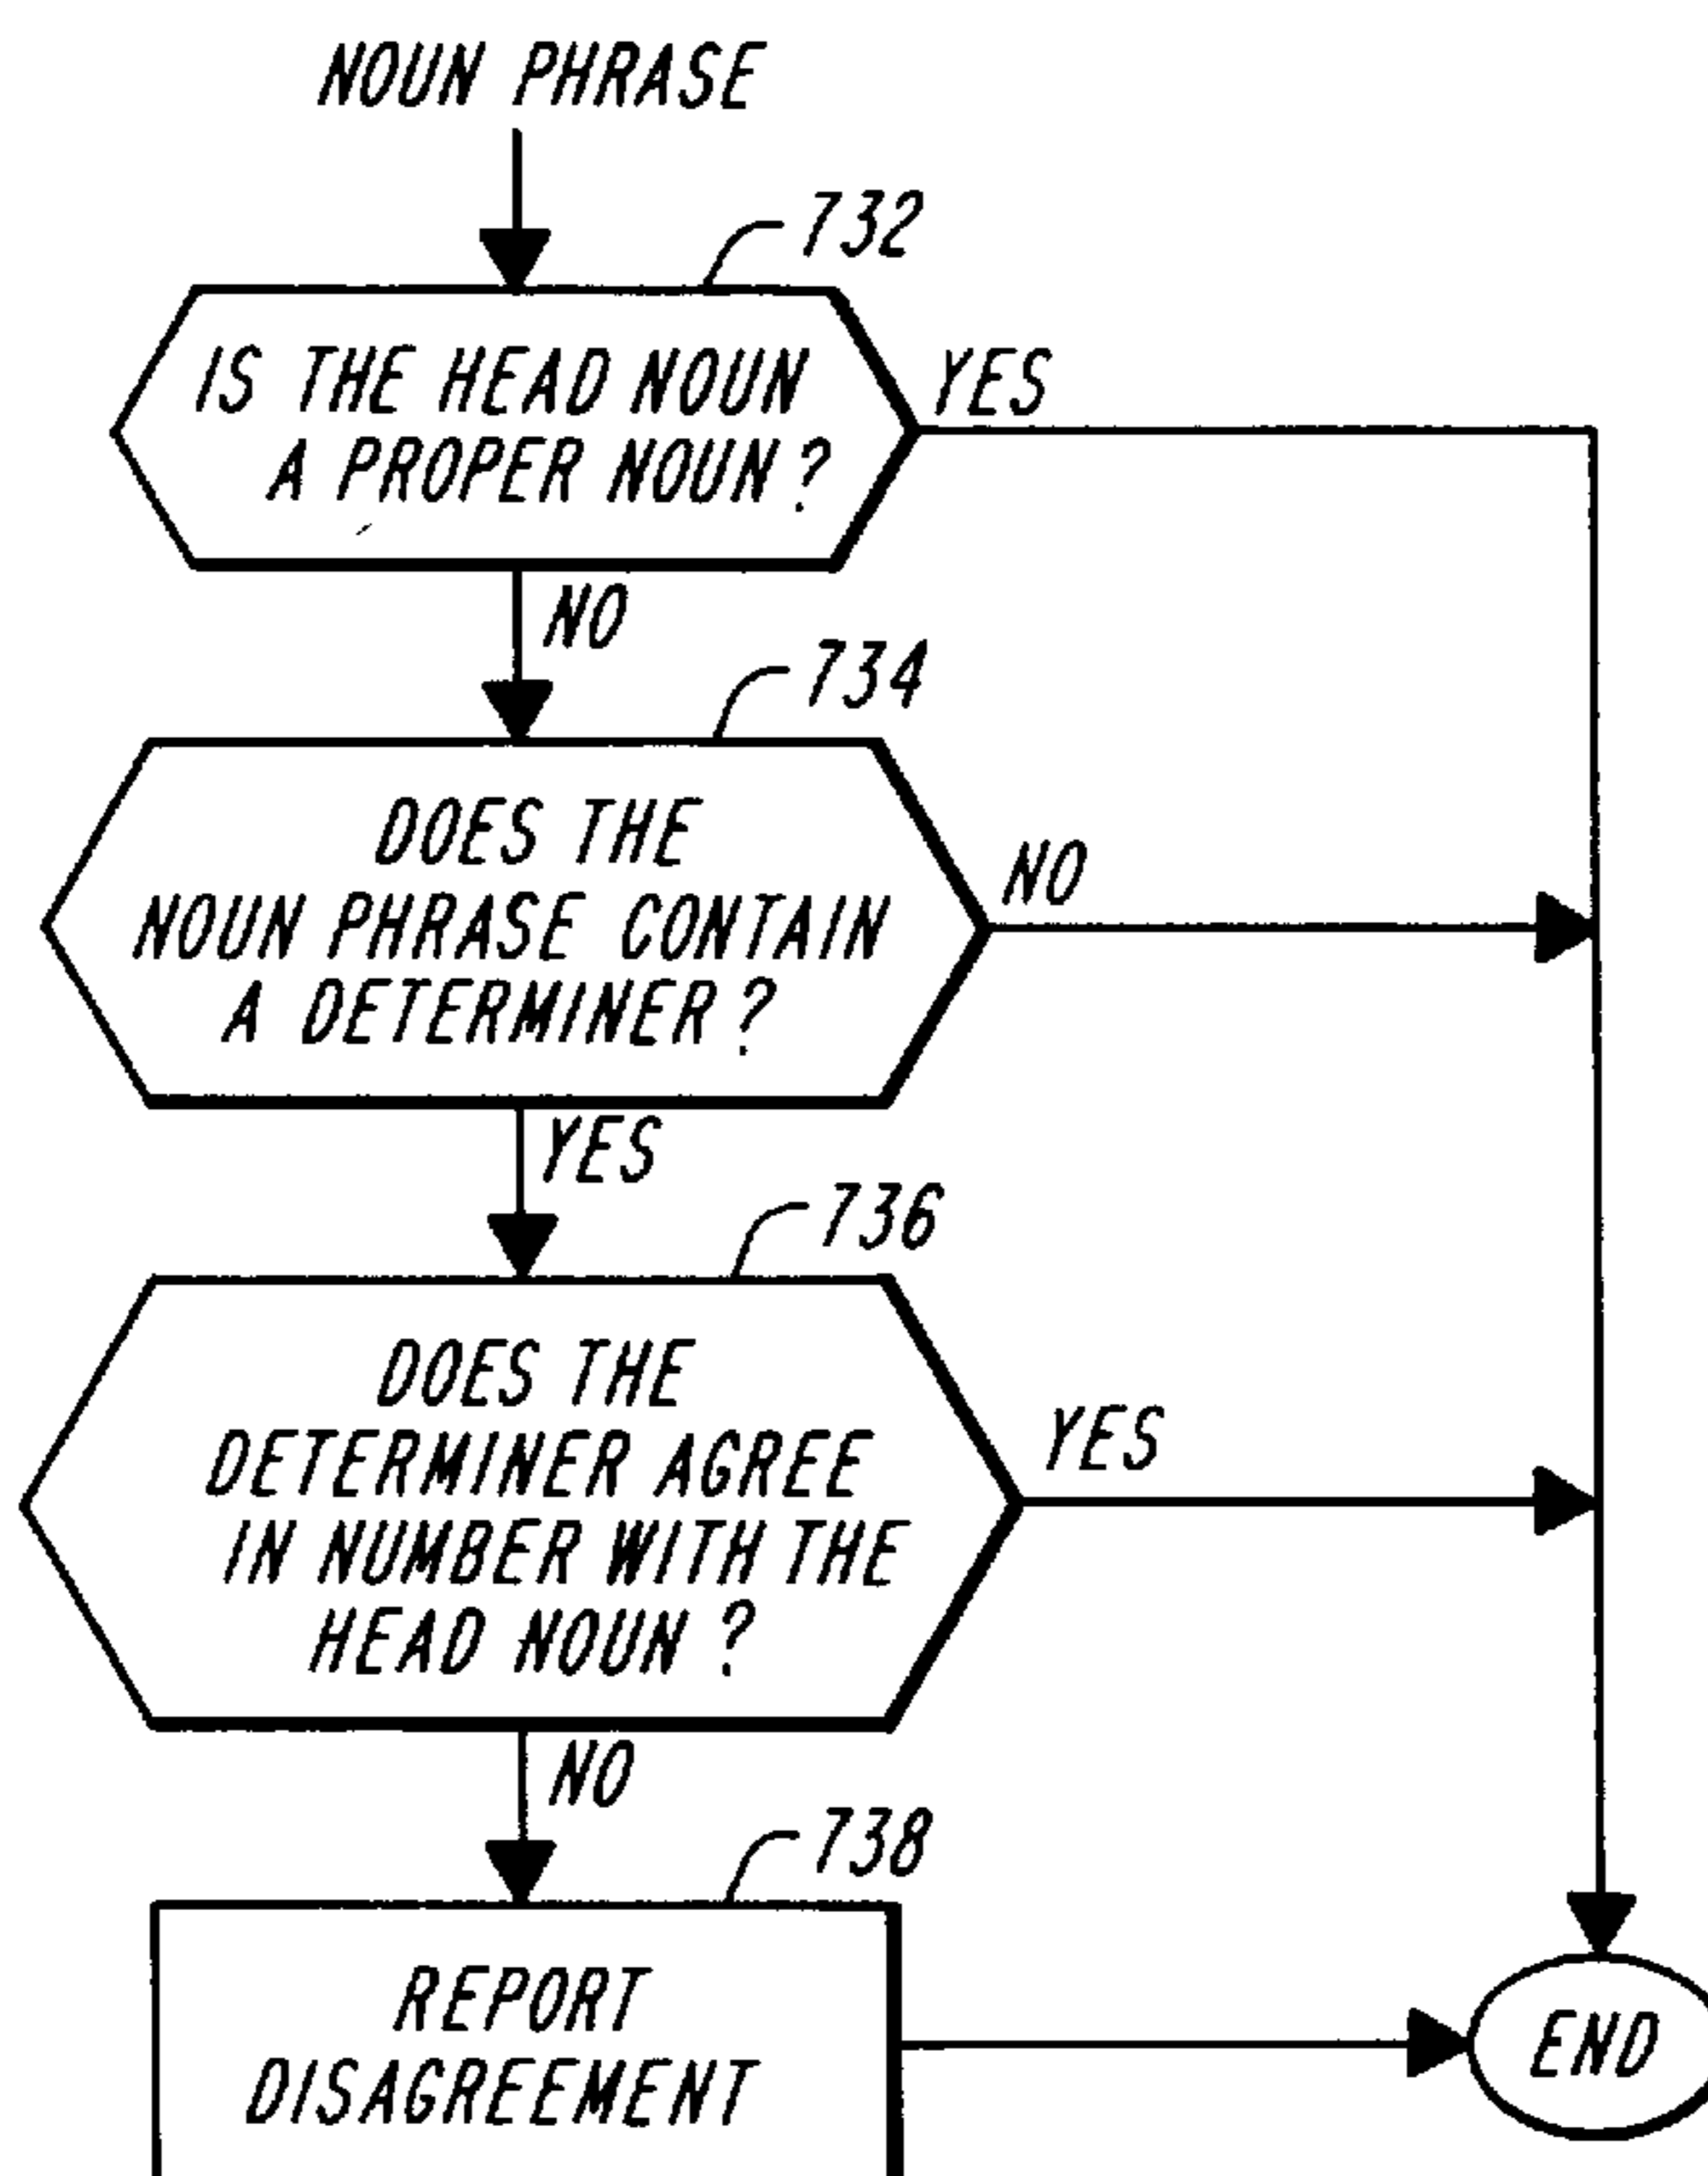 NOUN PHRASE
732
IS THE HEAD NOUN
A PROPER NOUN?
YES
NO
734
DOES THE
NOUN PHRASE CONTAIN
A DETERMINER?
NO
YES
736
DOES THE
DETERMINER AGREE
IN NUMBER WITH THE
HEAD NOUN?
YES
NO
738
REPORT
DISAGREEMENT
END